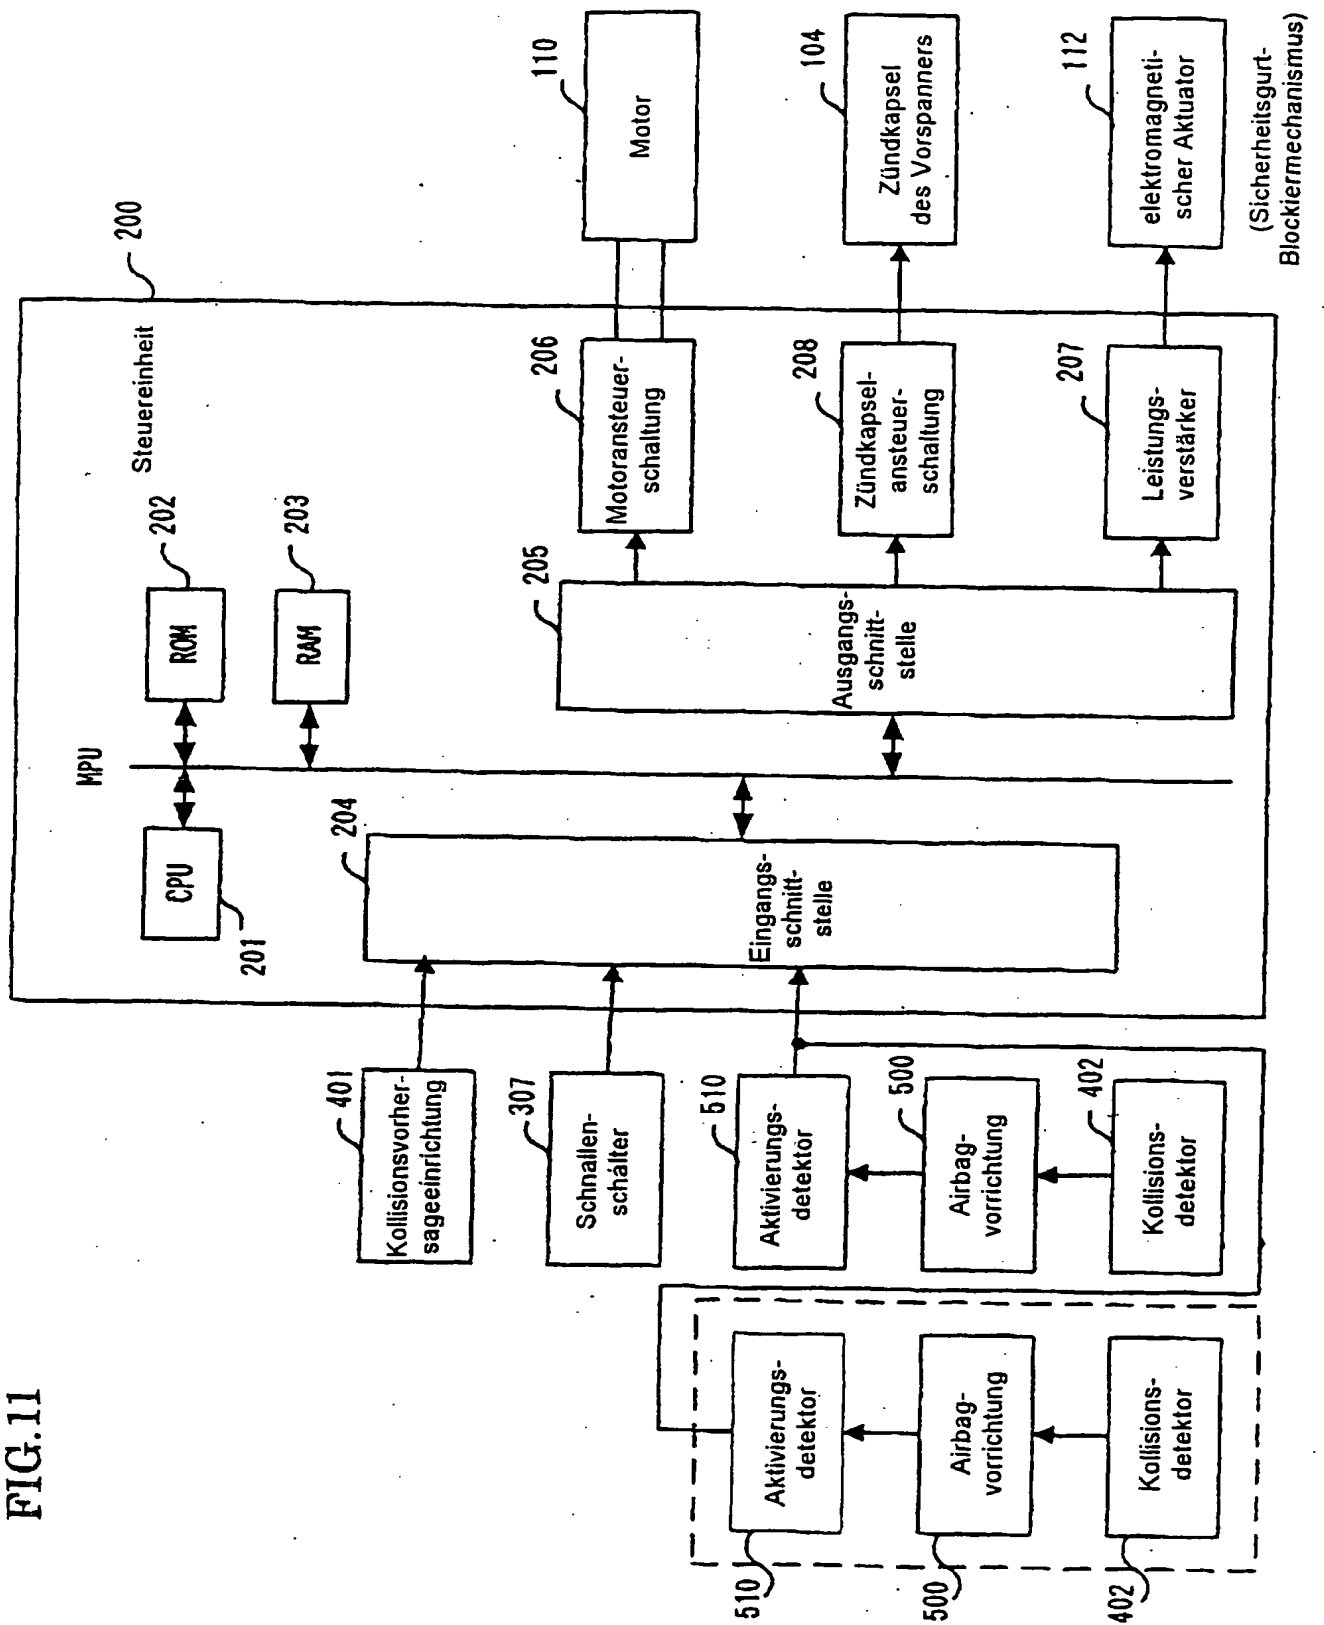 FIG.11
MPU
Steuereinheit
200
CPU
201
ROM
202
RAM
203
204
Eingangs-
schnitt-
stelle
205
Ausgangs-
schnitt-
stelle
401
Kollisionsvorher-
sageeinrichtung
307
Schnallen-
schalter
510
Aktivierungs-
detektor
500
Airbag-
vorrichtung
402
Kollisions-
detektor
510
Aktivierungs-
detektor
500
Airbag-
vorrichtung
402
Kollisions-
detektor
206
Motoransteuer-
schaltung
208
Zündkapsel-
ansteuer-
schaltung
207
Leistungs-
verstärker
110
Motor
104
Zündkapsel
des Vorspanners
112
elektromagneti-
scher Aktuator
(Sicherheitsgurt-
Blockiermechanismus)